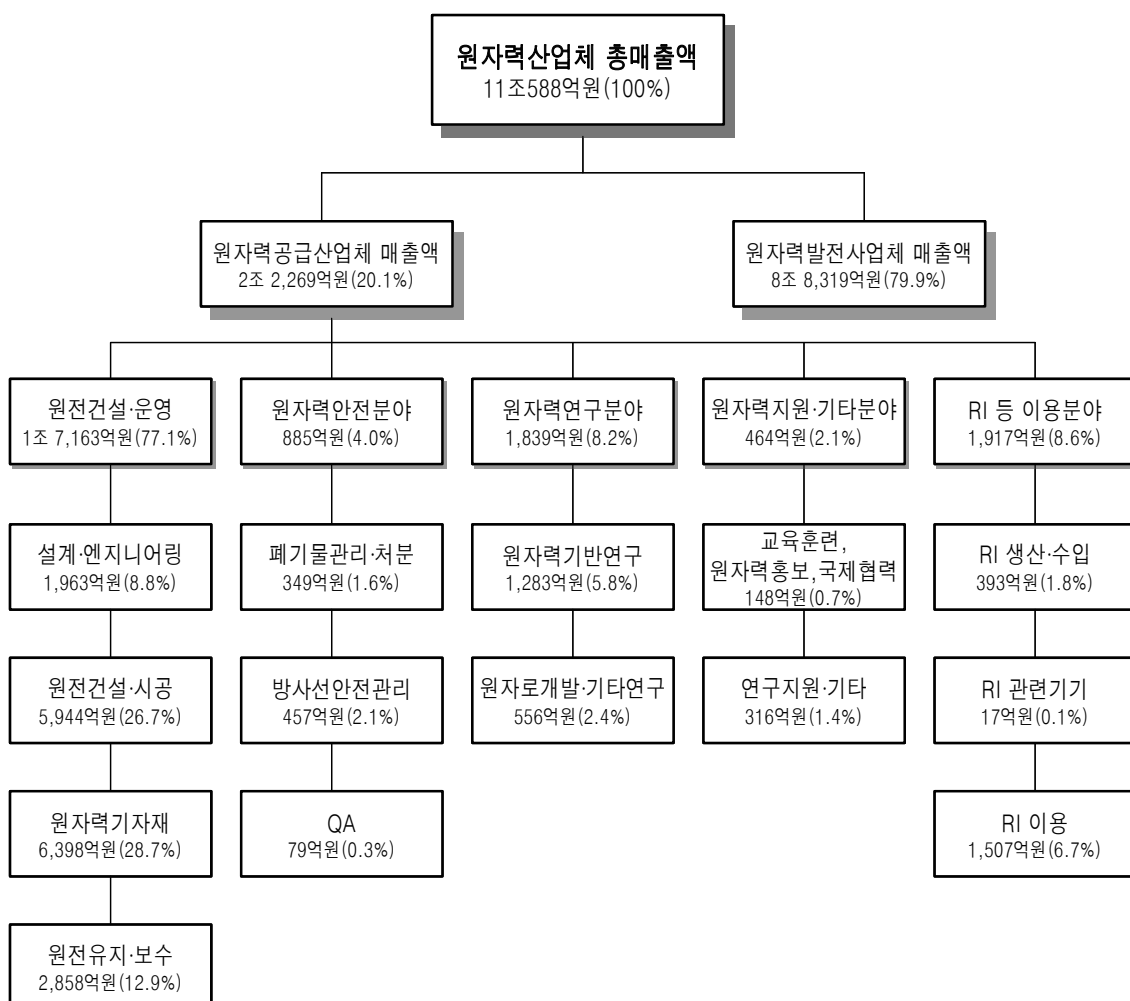 원자력산업체 총매출액
11조588억원(100%)
원자력공급산업체 매출액
2조 2,269억원(20.1%)
원자력발전사업체 매출액
8조 8,319억원(79.9%)
원전건설·운영
1조 7,163억원(77.1%)
원자력안전분야
885억원(4.0%)
원자력연구분야
1,839억원(8.2%)
원자력지원·기타분야
464억원(2.1%)
RI 등 이용분야
1,917억원(8.6%)
설계·엔지니어링
1,963억원(8.8%)
폐기물관리·처분
349억원(1.6%)
원자력기반연구
1,283억원(5.8%)
교육훈련,
원자력홍보,국제협력
148억원(0.7%)
RI 생산·수입
393억원(1.8%)
원전건설·시공
5,944억원(26.7%)
방사선안전관리
457억원(2.1%)
원자로개발·기타연구
556억원(2.4%)
연구지원·기타
316억원(1.4%)
RI 관련기기
17억원(0.1%)
원자력기자재
6,398억원(28.7%)
QA
79억원(0.3%)
RI 이용
1,507억원(6.7%)
원전유지·보수
2,858억원(12.9%)